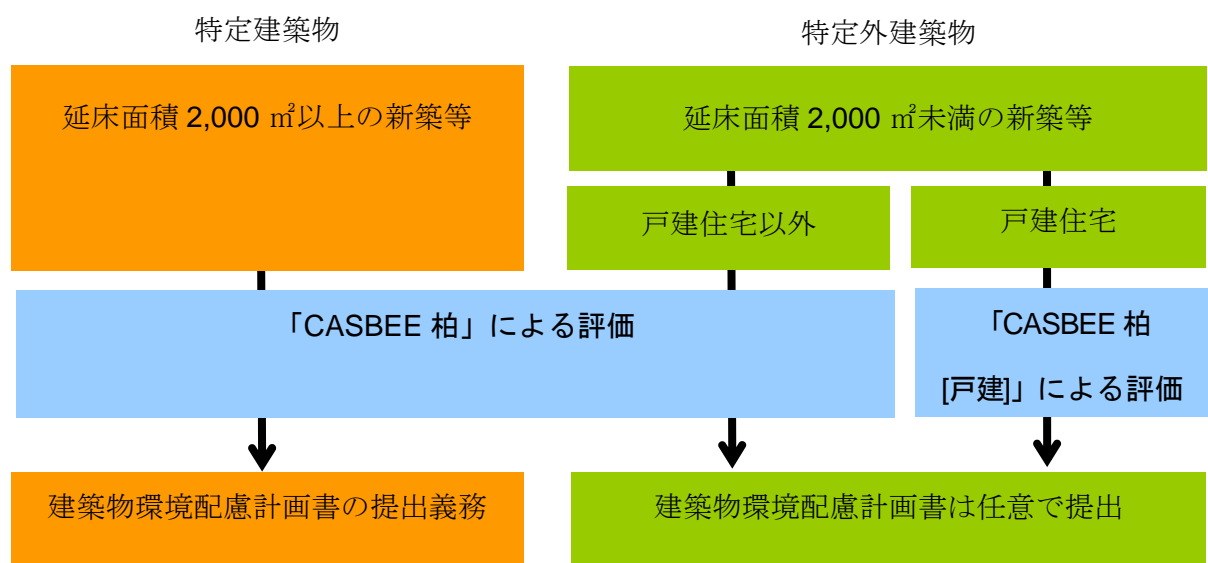 特定建築物
特定外建築物
延床面積 2,000 ㎡以上の新築等
延床面積 2,000 ㎡未満の新築等
戸建住宅以外
戸建住宅
「CASBEE 柏」による評価
「CASBEE 柏
[戸建]」による評価
建築物環境配慮計画書の提出義務
建築物環境配慮計画書は任意で提出